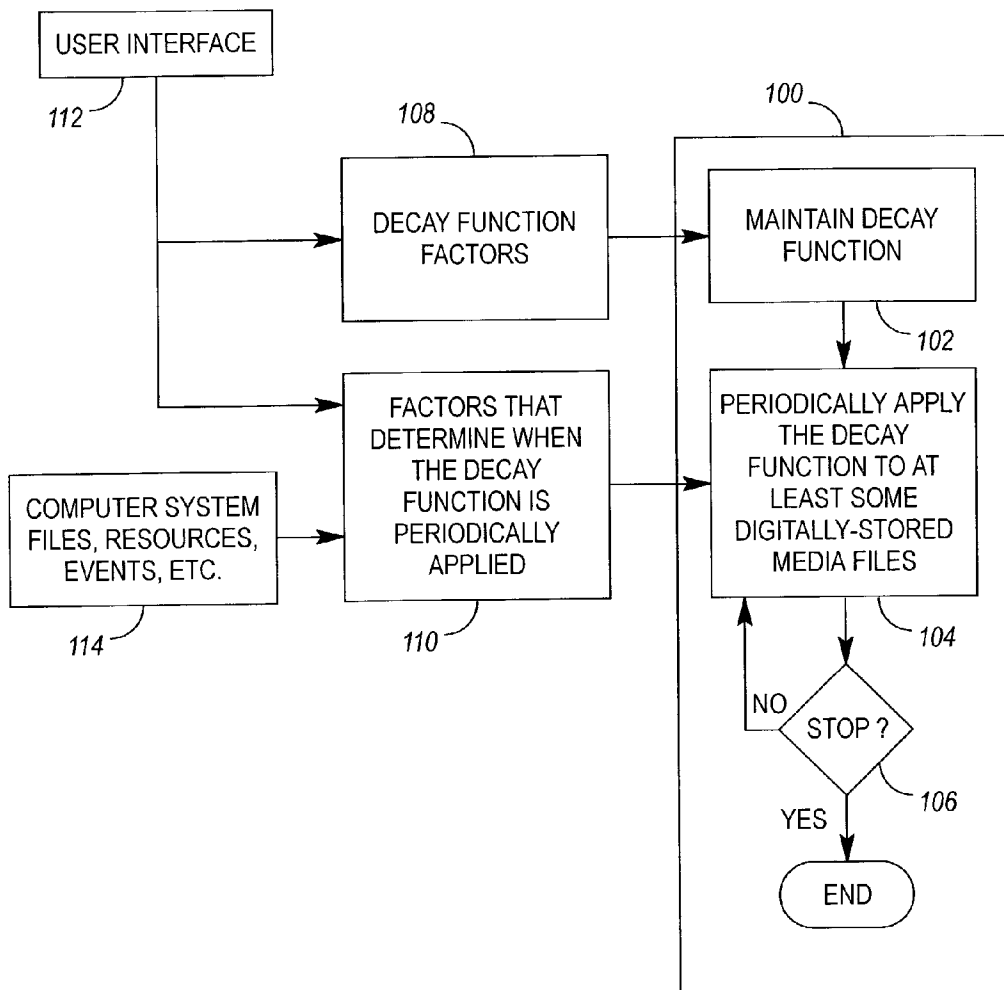 USER INTERFACE
112
108
100
DECAY FUNCTION
FACTORS
MAINTAIN DECAY
FUNCTION
102
FACTORS THAT
DETERMINE WHEN
THE DECAY
FUNCTION IS
PERIODICALLY
APPLIED
110
PERIODICALLY APPLY
THE DECAY
FUNCTION TO AT
LEAST SOME
DIGITALLY-STORED
MEDIA FILES
104
COMPUTER SYSTEM
FILES, RESOURCES,
EVENTS, ETC.
114
NO
STOP ?
106
YES
END